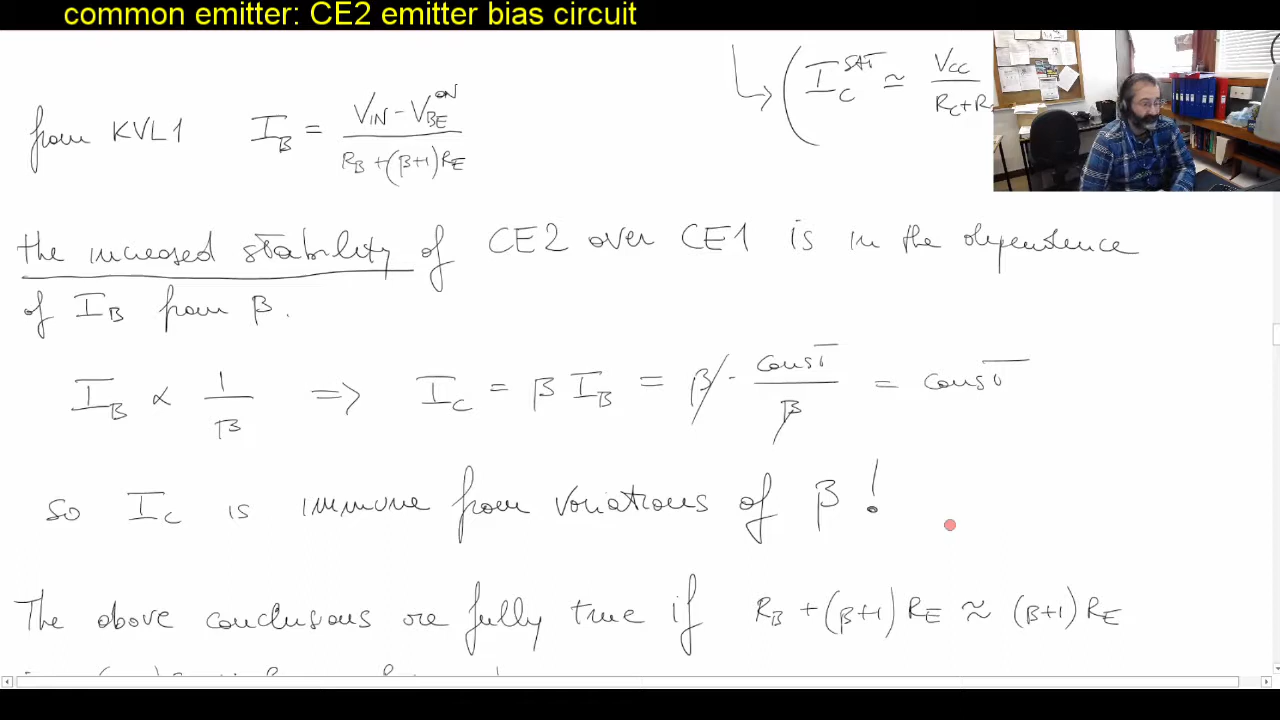 common emitter: CE2 emitter bias circuit
from KVL1 I_B = (V_IN - V_BE^ON) / (R_B + (β+1)R_E)
I_C^SAT ≃ V_CC / (R_C + R
the increased stability of CE2 over CE1 is in the dependence
of I_B from β.
I_B ∝ 1/β => I_C = β I_B = β · const/β = const
so I_C is immune from variations of β!
The above conclusions are fully true if R_B + (β+1) R_E ≈ (β+1) R_E